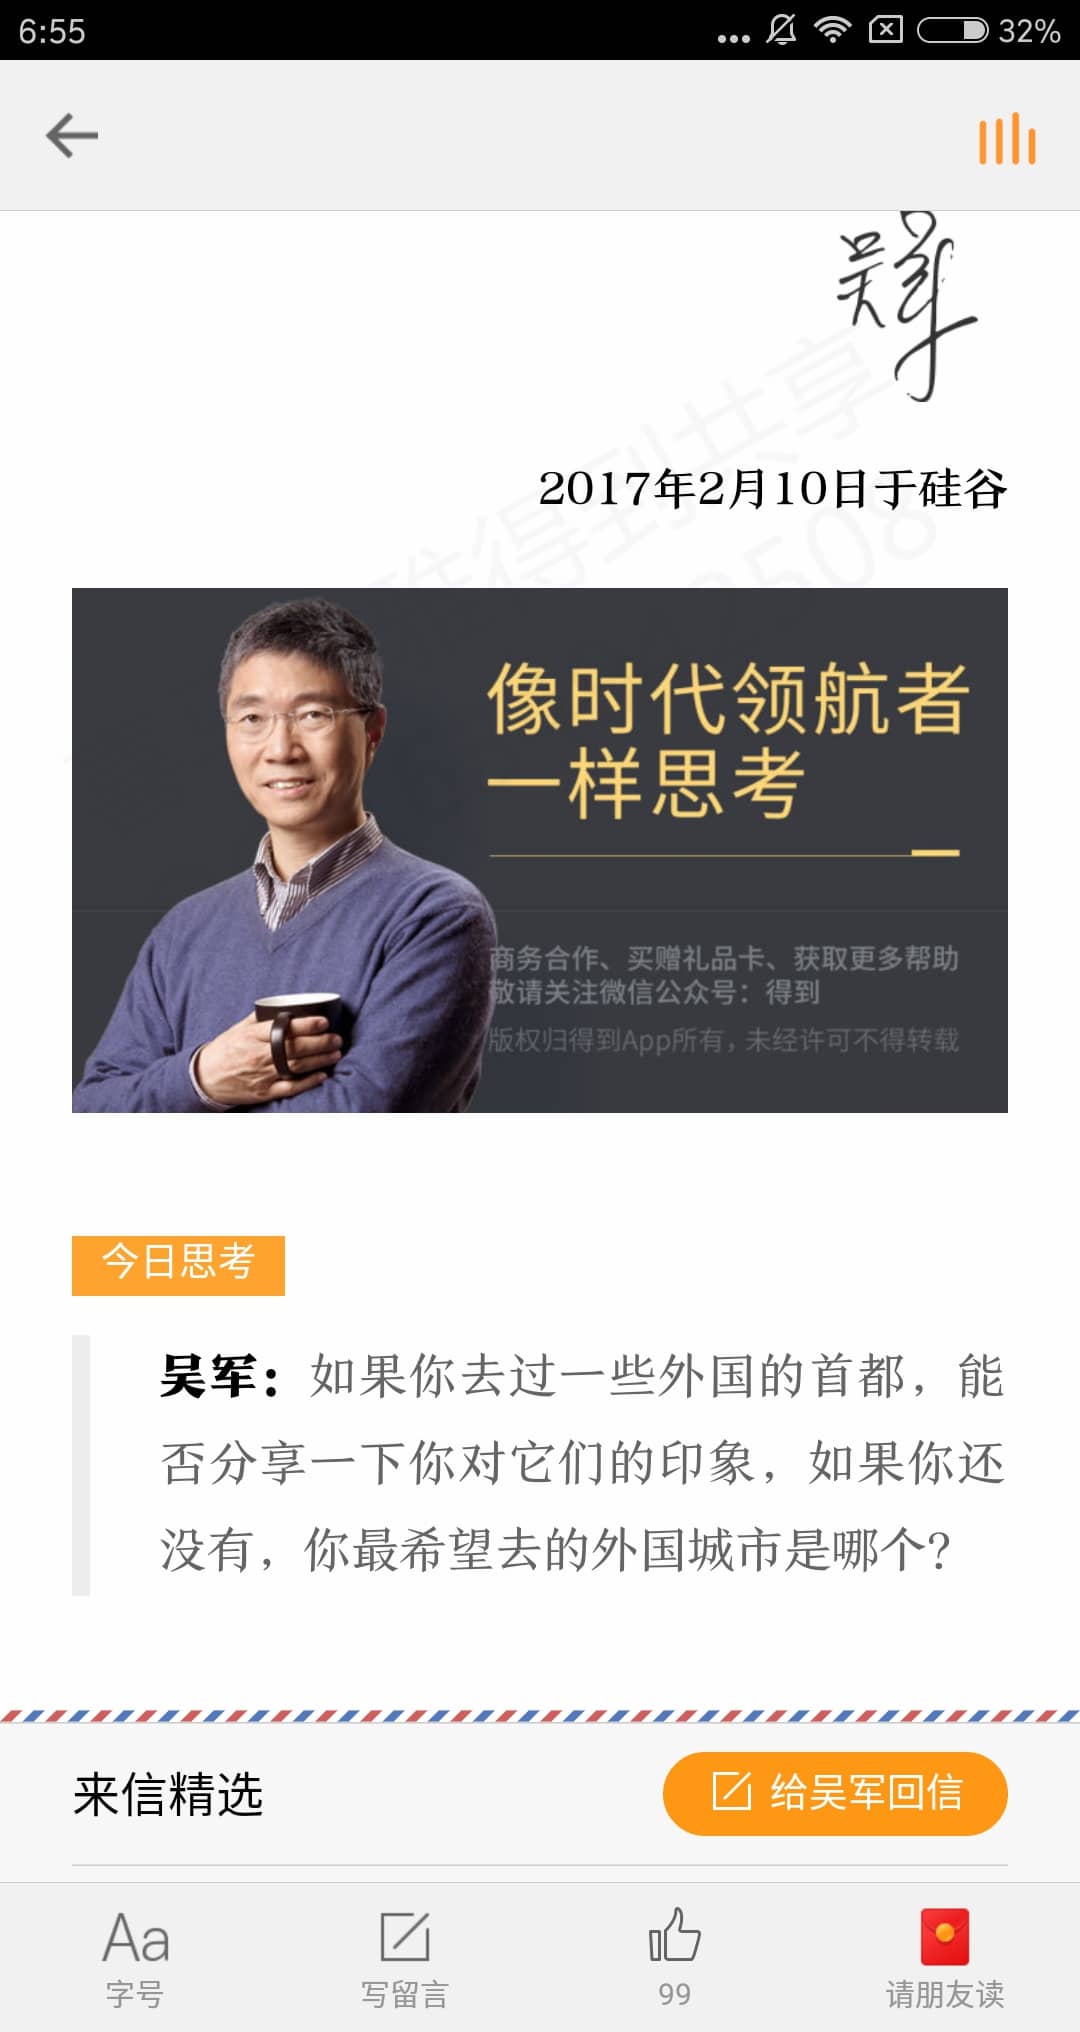 6:55
32%
吴军
2017年2月10日于硅谷
像时代领航者
一样思考
商务合作、买赠礼品卡、获取更多帮助
敬请关注微信公众号：得到
版权归得到App所有，未经许可不得转载
今日思考
吴军：如果你去过一些外国的首都，能
否分享一下你对它们的印象，如果你还
没有，你最希望去的外国城市是哪个？
来信精选
给吴军回信
Aa
字号
写留言
99
请朋友读